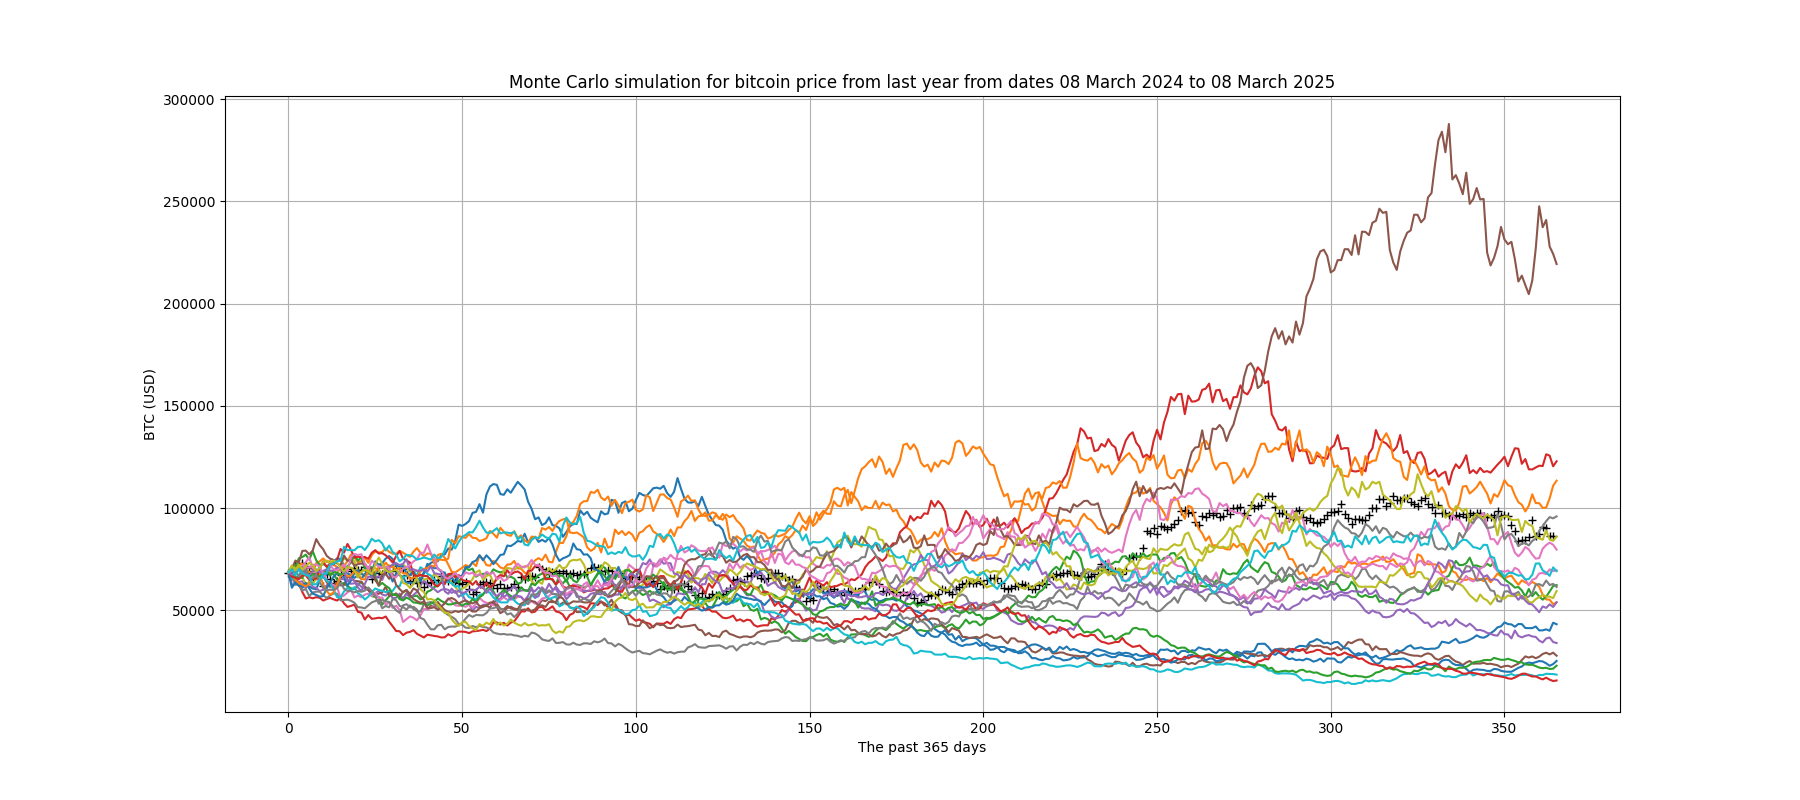 Monte Carlo simulation for bitcoin price from last year from dates 08 March 2024 to 08 March 2025
300000
250000
200000
150000
100000
50000
BTC (USD)
0 50 100 150 200 250 300 350
The past 365 days